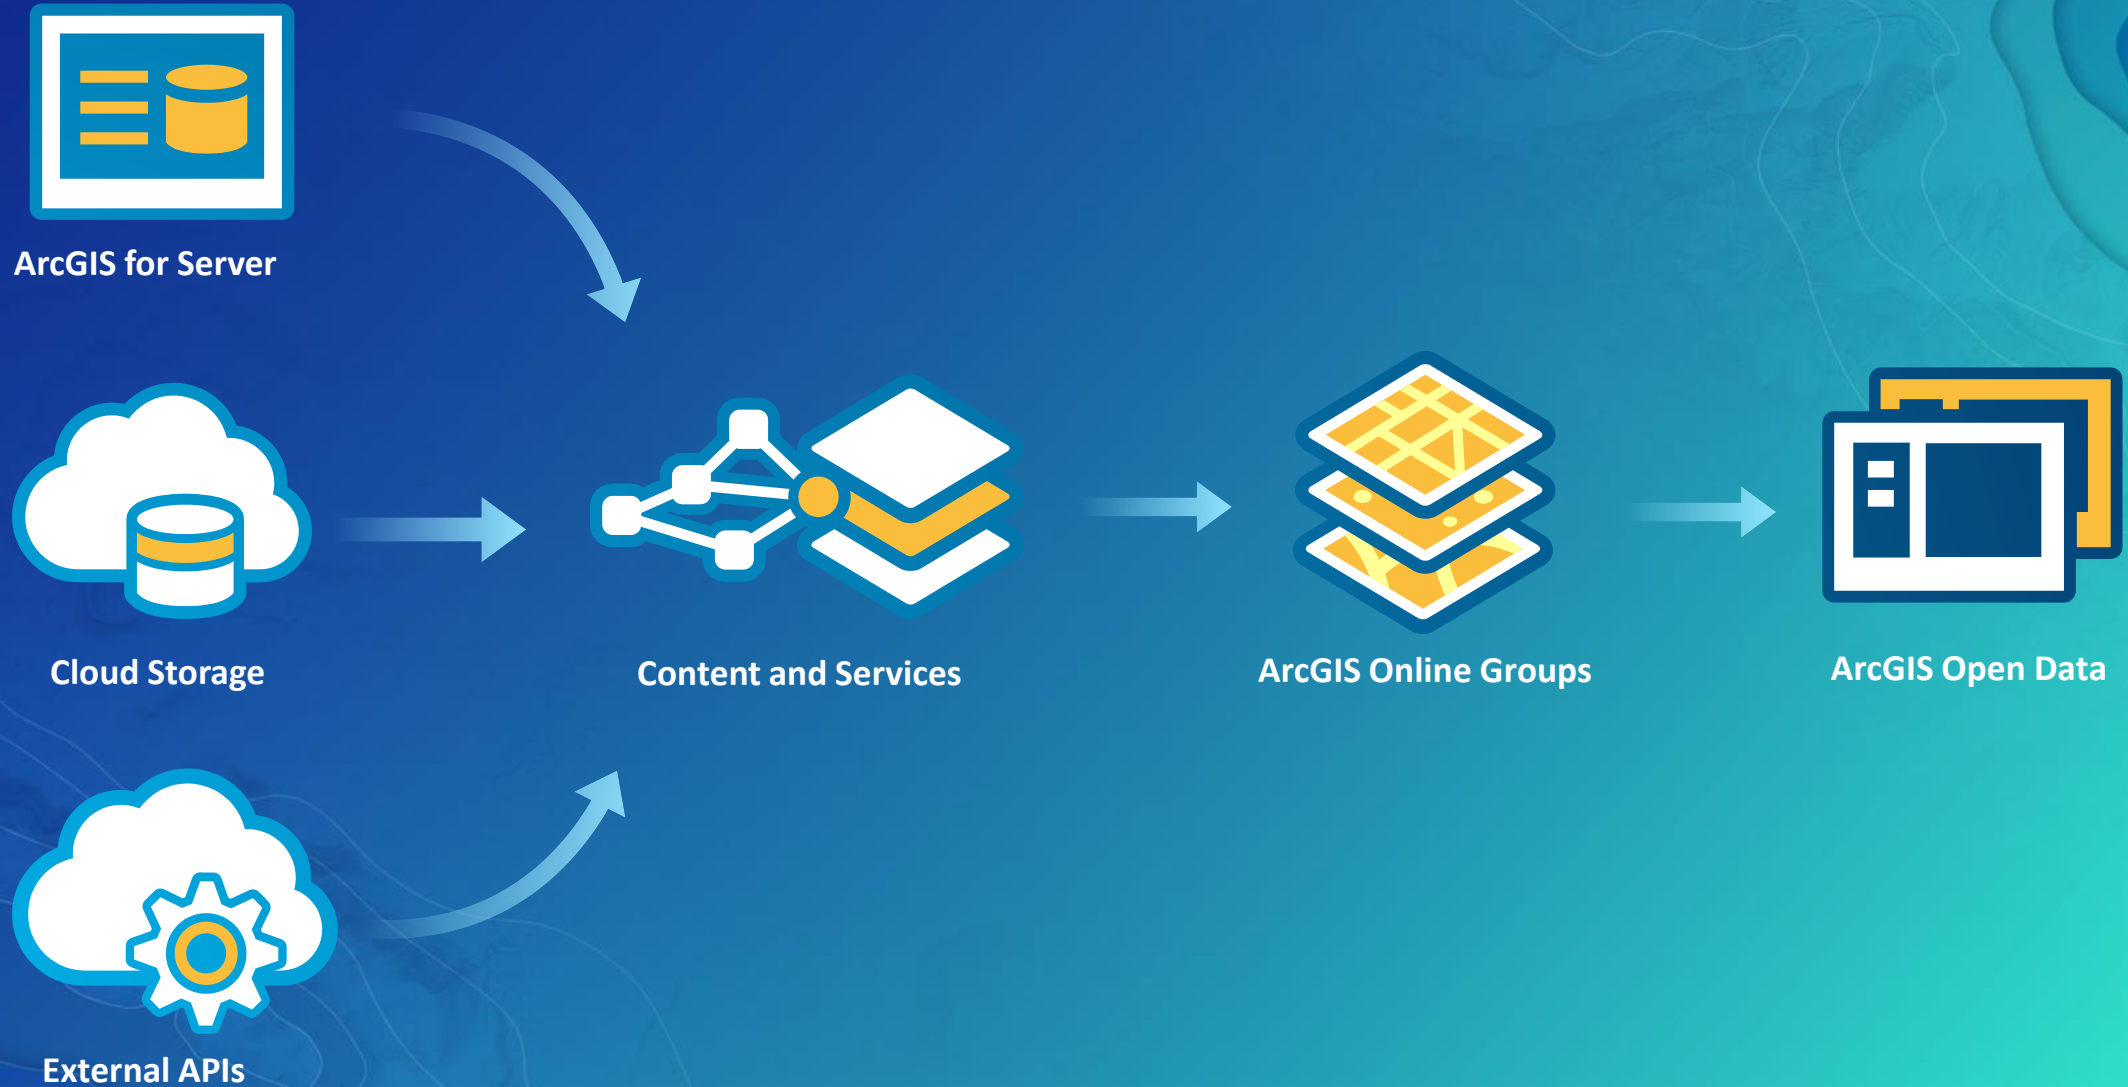 ArcGIS for Server
Cloud Storage
Content and Services
ArcGIS Online Groups
ArcGIS Open Data
External APIs